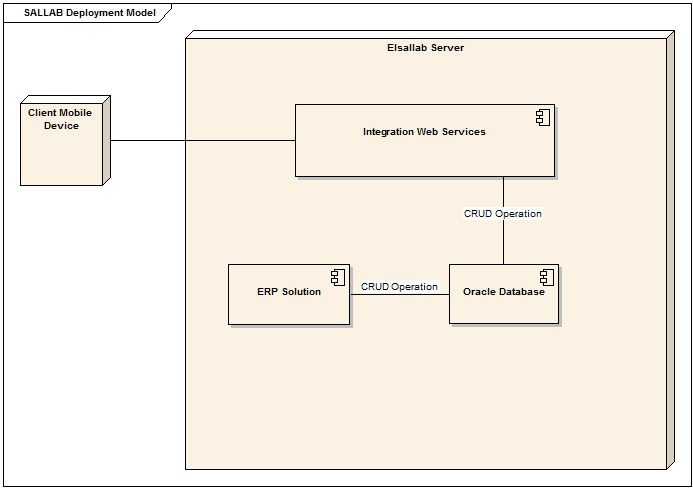 SALLAB Deployment Model
Elsallab Server
Client Mobile
Device
Integration Web Services
CRUD Operation
ERP Solution
CRUD Operation
Oracle Database